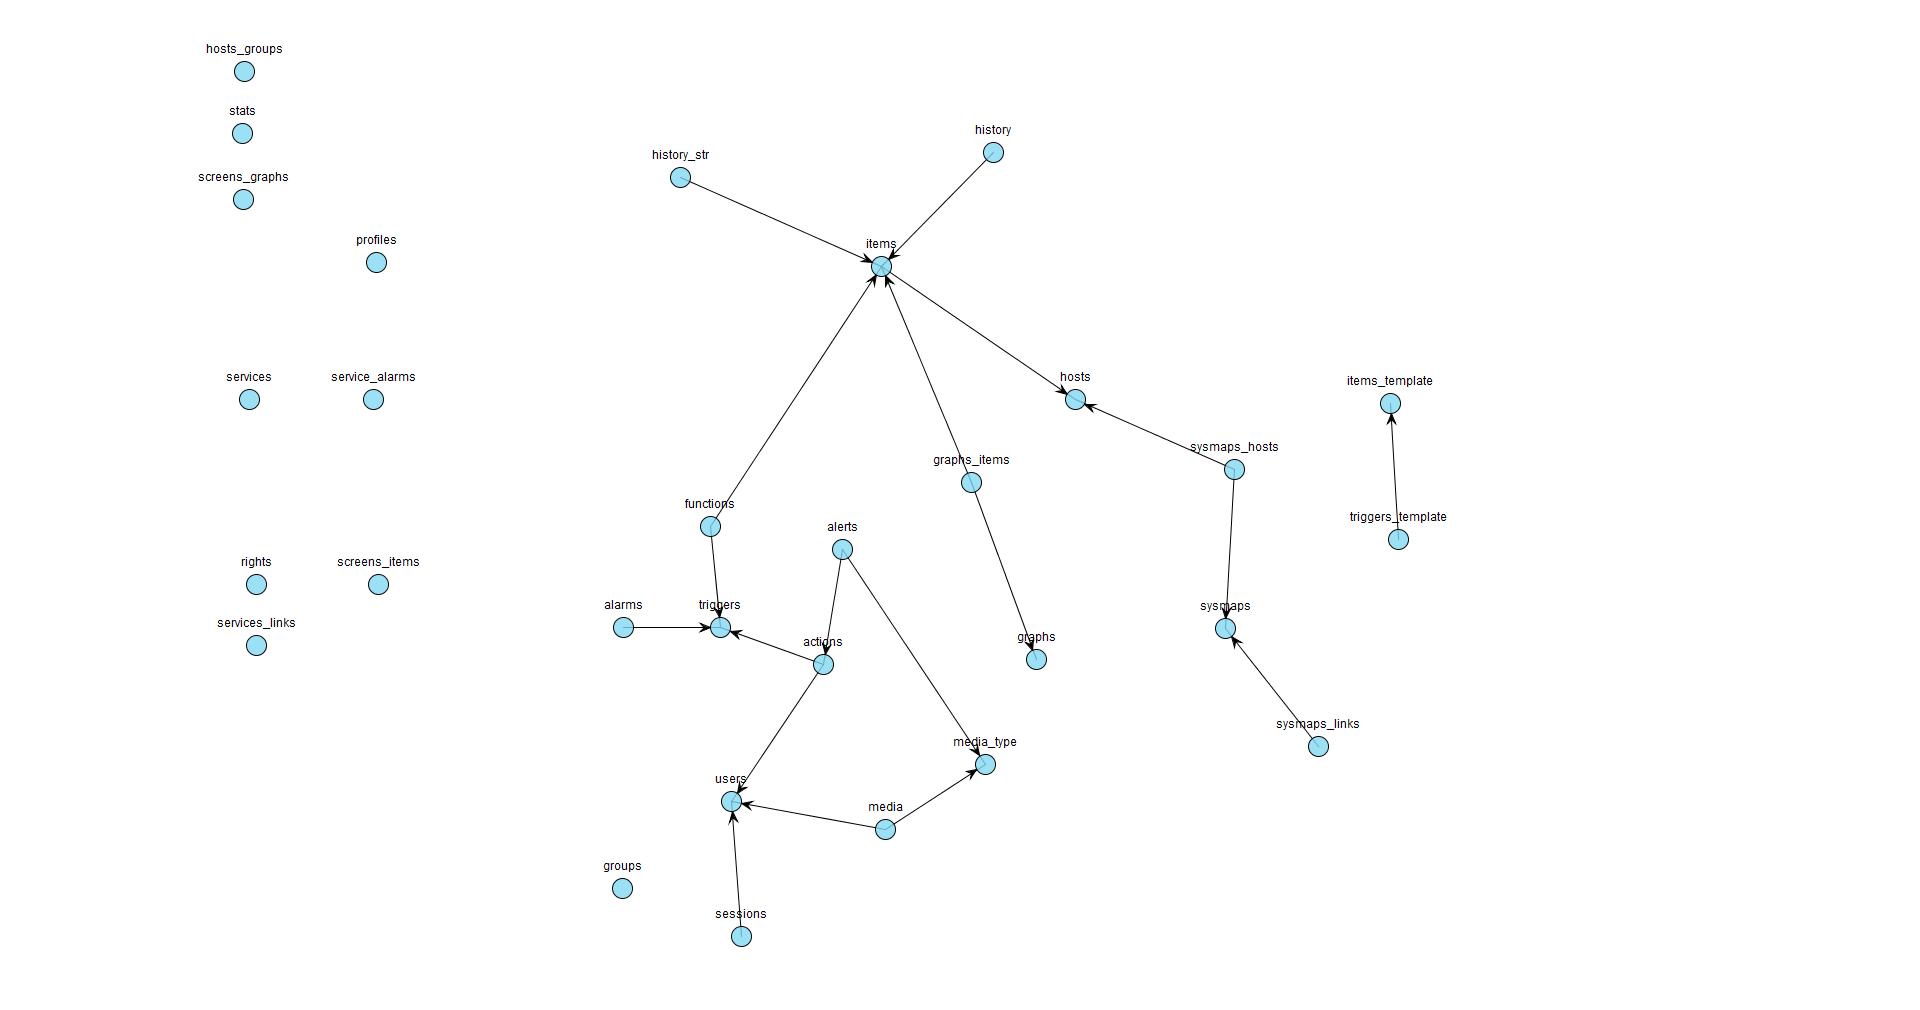 hosts_groups
stats
history
history_str
screens_graphs
profiles
items
services
service_alarms
hosts
items_template
sysmaps_hosts
graphs_items
functions
triggers_template
alerts
rights
screens_items
alarms
triggers
sysmaps
services_links
graphs
actions
sysmaps_links
media_type
users
media
groups
sessions